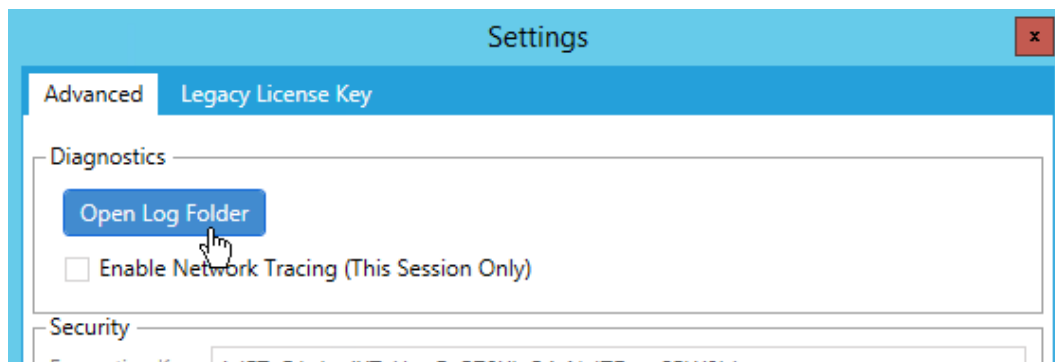 Settings
x
Advanced Legacy License Key
Diagnostics
Open Log Folder
Enable Network Tracing (This Session Only)
Security